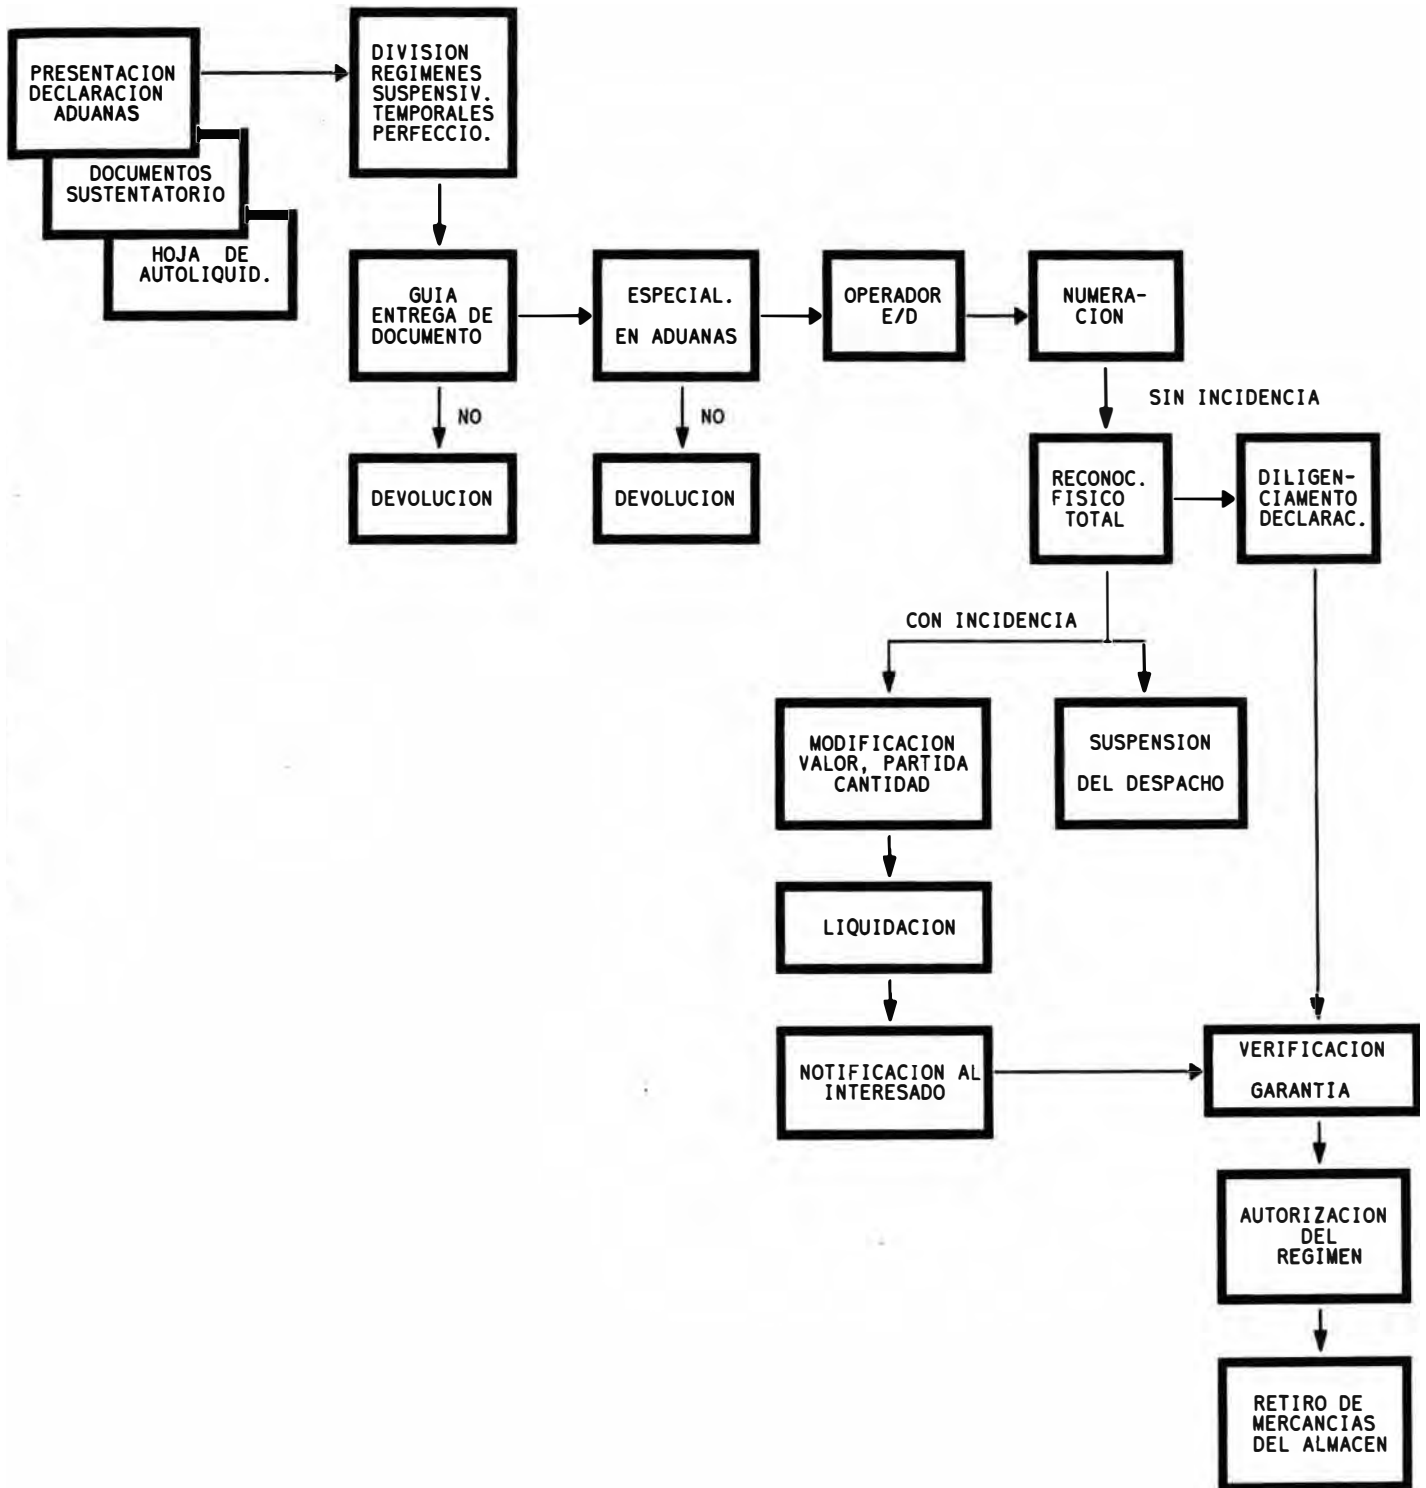 PRESENTACION
DECLARACION
ADUANAS
DOCUMENTOS
SUSTENTATORIO
HOJA DE
AUTOLIQUID.
DIVISION
REGIMENES
SUSPENSIV.
TEMPORALES
PERFECCIO.
GUIA
ENTREGA DE
DOCUMENTO
ESPECIAL.
EN ADUANAS
OPERADOR
E/D
NUMERA-
CION
NO
NO
SIN INCIDENCIA
DEVOLUCION
DEVOLUCION
RECONOC.
FISICO
TOTAL
DILIGEN-
CIAMENTO
DECLARAC.
CON INCIDENCIA
MODIFICACION
VALOR, PARTIDA
CANTIDAD
SUSPENSION
DEL DESPACHO
LIQUIDACION
NOTIFICACION AL
INTERESADO
VERIFICACION
GARANTIA
AUTORIZACION
DEL
REGIMEN
RETIRO DE
MERCANCIAS
DEL ALMACEN